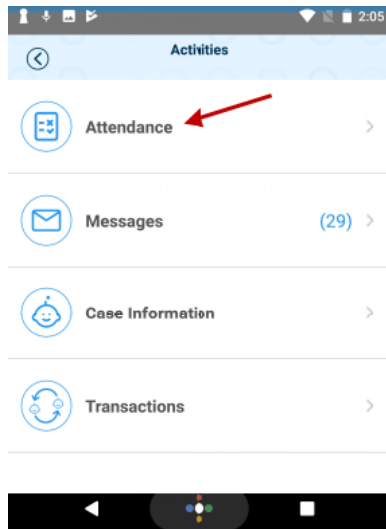 2:05
Activities
Attendance
Messages (29)
Case Information
Transactions